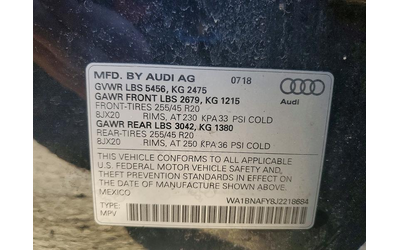 MFD. BY AUDI AG 0718
GVWR LBS 5456, KG 2475
GAWR FRONT LBS 2679, KG 1215
FRONT-TIRES 255/45 R20
8JX20 RIMS, AT 230 KPA 33 PSI COLD
GAWR REAR LBS 3042, KG 1380
REAR-TIRES 255/45 R20
8JX20 RIMS, AT 250 KPA 36 PSI COLD
Audi
THIS VEHICLE CONFORMS TO ALL APPLICABLE
U.S. FEDERAL MOTOR VEHICLE SAFETY AND
THEFT PREVENTION STANDARDS IN EFFECT ON
THE DATE OF MANUFACTURE SHOWN ABOVE.
MEXICO
TYPE: WA1BNAFY8J2218684
MPV